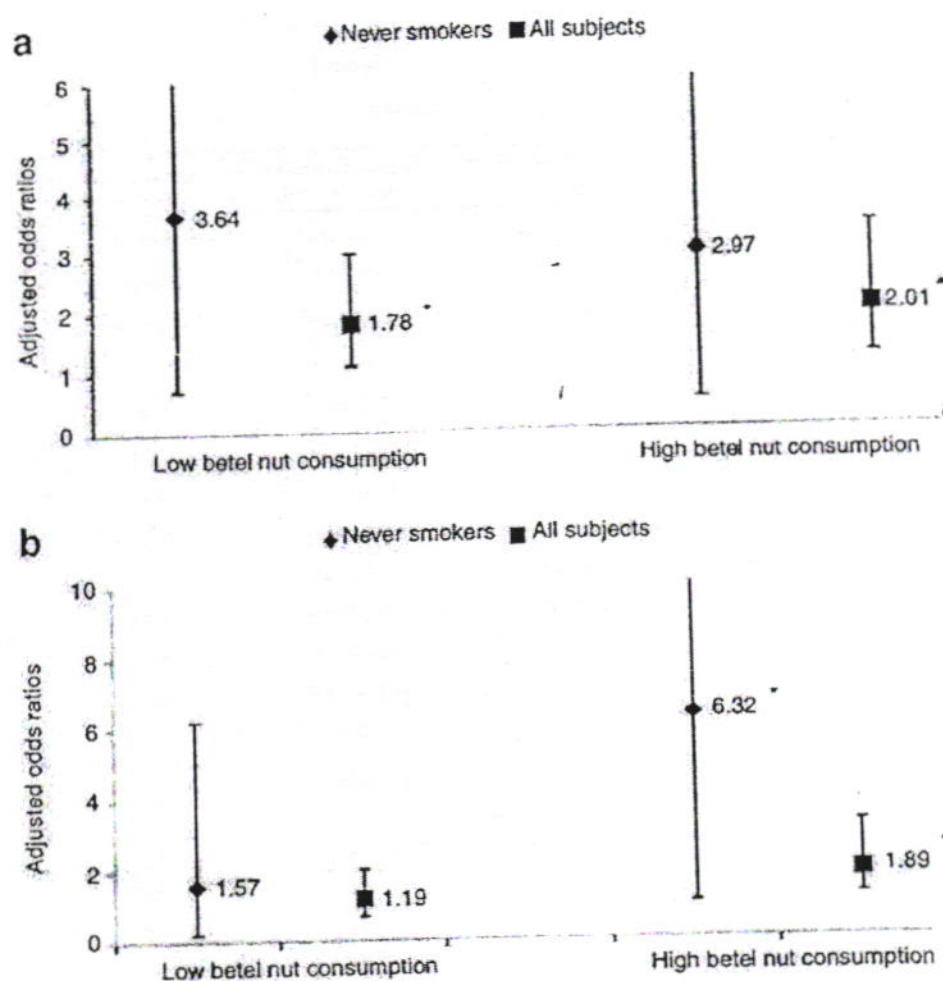 a
◆Never smokers ■All subjects
Adjusted odds ratios
6
5
4
3
2
1
0
3.64
1.78 *
2.97
2.01 *
Low betel nut consumption
High betel nut consumption
b
◆Never smokers ■All subjects
Adjusted odds ratios
10
8
6
4
2
0
1.57
1.19
6.32 *
1.89 *
Low betel nut consumption
High betel nut consumption